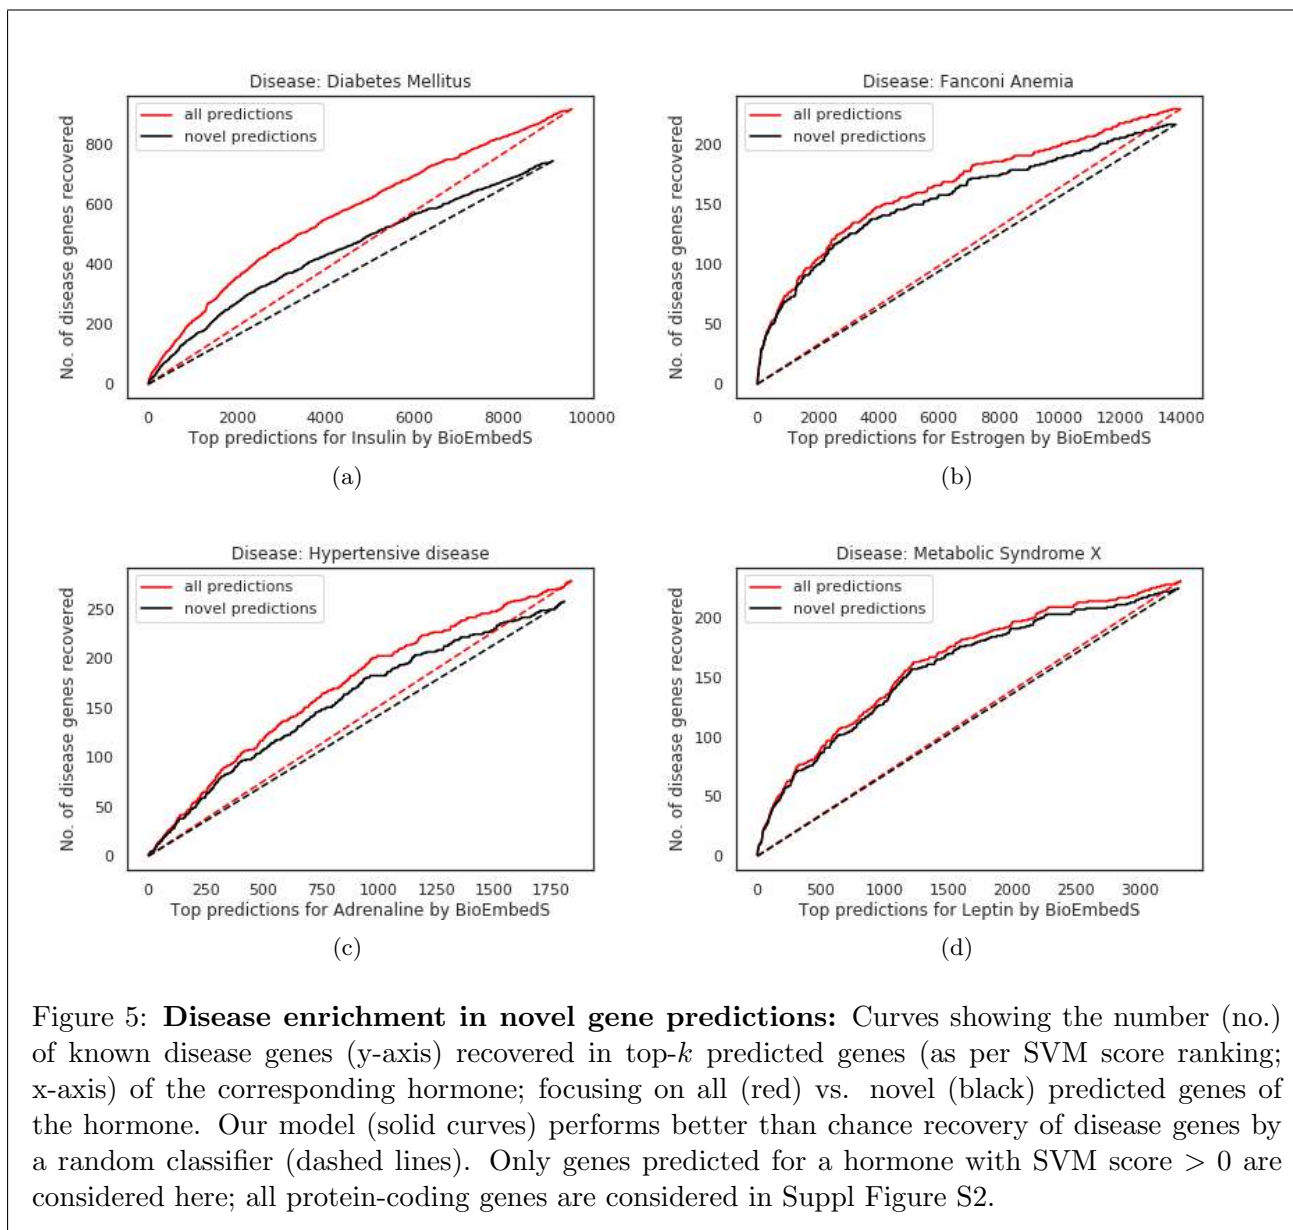 Disease: Diabetes Mellitus
all predictions
novel predictions
No. of disease genes recovered
800
600
400
200
0
0 2000 4000 6000 8000 10000
Top predictions for Insulin by BioEmbedS
(a)
Disease: Fanconi Anemia
all predictions
novel predictions
No. of disease genes recovered
200
150
100
50
0
0 2000 4000 6000 8000 10000 12000 14000
Top predictions for Estrogen by BioEmbedS
(b)
Disease: Hypertensive disease
all predictions
novel predictions
No. of disease genes recovered
250
200
150
100
50
0
0 250 500 750 1000 1250 1500 1750
Top predictions for Adrenaline by BioEmbedS
(c)
Disease: Metabolic Syndrome X
all predictions
novel predictions
No. of disease genes recovered
200
150
100
50
0
0 500 1000 1500 2000 2500 3000
Top predictions for Leptin by BioEmbedS
(d)
Figure 5: Disease enrichment in novel gene predictions: Curves showing the number (no.)
of known disease genes (y-axis) recovered in top-k predicted genes (as per SVM score ranking;
x-axis) of the corresponding hormone; focusing on all (red) vs. novel (black) predicted genes of
the hormone. Our model (solid curves) performs better than chance recovery of disease genes by
a random classifier (dashed lines). Only genes predicted for a hormone with SVM score > 0 are
considered here; all protein-coding genes are considered in Suppl Figure S2.